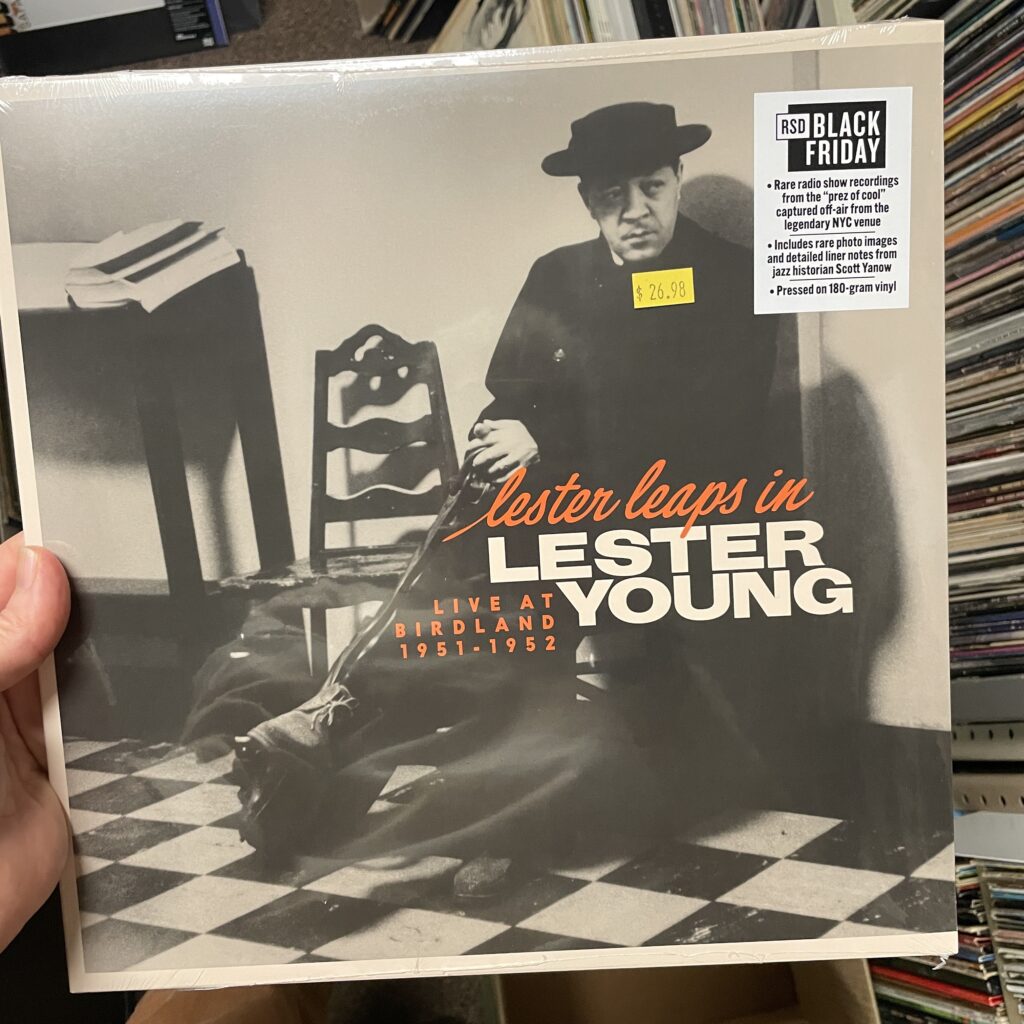 RSD BLACK
FRIDAY
• Rare radio show recordings
from the “prez of cool”
captured off-air from the
legendary NYC venue
• Includes rare photo images
and detailed liner notes from
jazz historian Scott Yanow
• Pressed on 180-gram vinyl
$ 26.98
lester leaps in
LESTER
YOUNG
LIVE AT
BIRDLAND
1951-1952